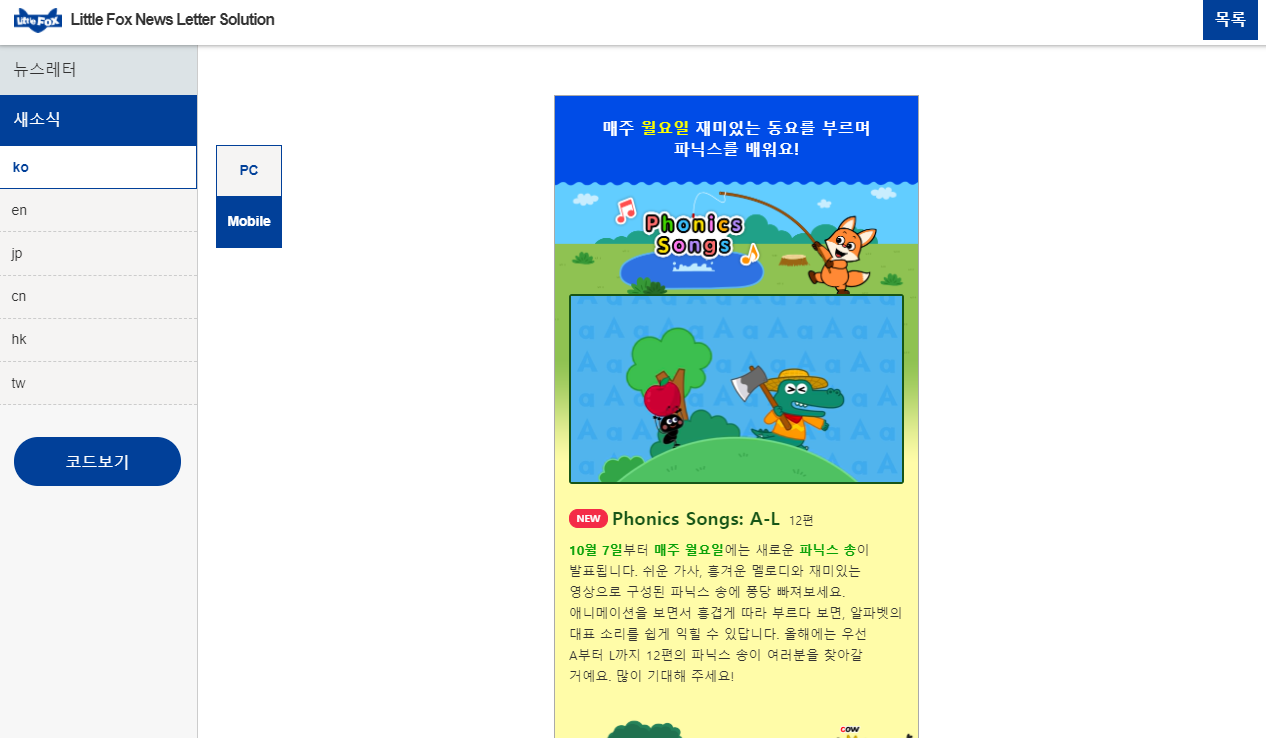 Little Fox
Little Fox News Letter Solution
목록
뉴스레터
새소식
ko
en
jp
cn
hk
tw
코드보기
PC
Mobile
매주 월요일 재미있는 동요를 부르며
파닉스를 배워요!
Phonics
Songs
NEW Phonics Songs: A-L 12편
10월 7일부터 매주 월요일에는 새로운 파닉스 송이
발표됩니다. 쉬운 가사, 흥겨운 멜로디와 재미있는
영상으로 구성된 파닉스 송에 퐁당 빠져보세요.
애니메이션을 보면서 흥겹게 따라 부르다 보면, 알파벳의
대표 소리를 쉽게 익힐 수 있답니다. 올해에는 우선
A부터 L까지 12편의 파닉스 송이 여러분을 찾아갈
거예요. 많이 기대해 주세요!
cow